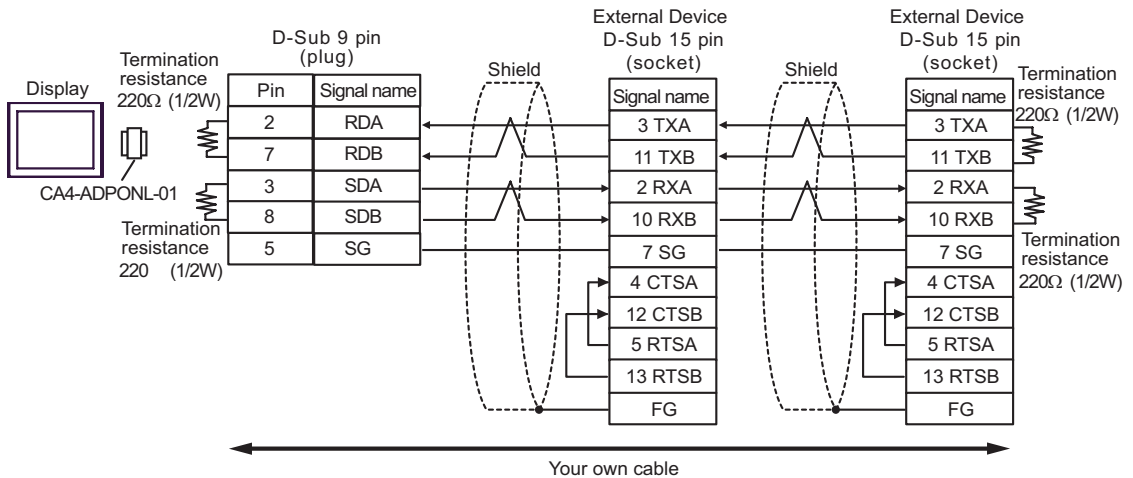 Display
CA4-ADPONL-01
Termination
resistance
220Ω (1/2W)
Termination
resistance
220 (1/2W)
D-Sub 9 pin
(plug)
Pin Signal name
2 RDA
7 RDB
3 SDA
8 SDB
5 SG
Shield
External Device
D-Sub 15 pin
(socket)
Signal name
3 TXA
11 TXB
2 RXA
10 RXB
7 SG
4 CTSA
12 CTSB
5 RTSA
13 RTSB
FG
Shield
External Device
D-Sub 15 pin
(socket)
Signal name
3 TXA
11 TXB
2 RXA
10 RXB
7 SG
4 CTSA
12 CTSB
5 RTSA
13 RTSB
FG
Termination
resistance
220Ω (1/2W)
Termination
resistance
220Ω (1/2W)
Your own cable